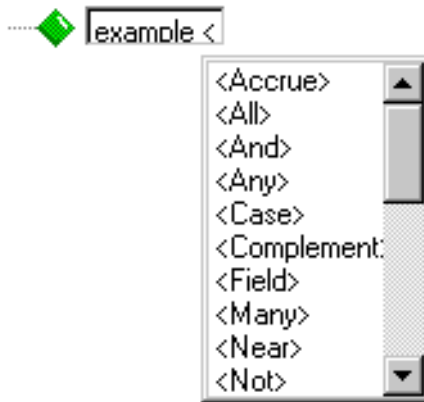 example <
<Accrue>
<All>
<And>
<Any>
<Case>
<Complement>
<Field>
<Many>
<Near>
<Not>